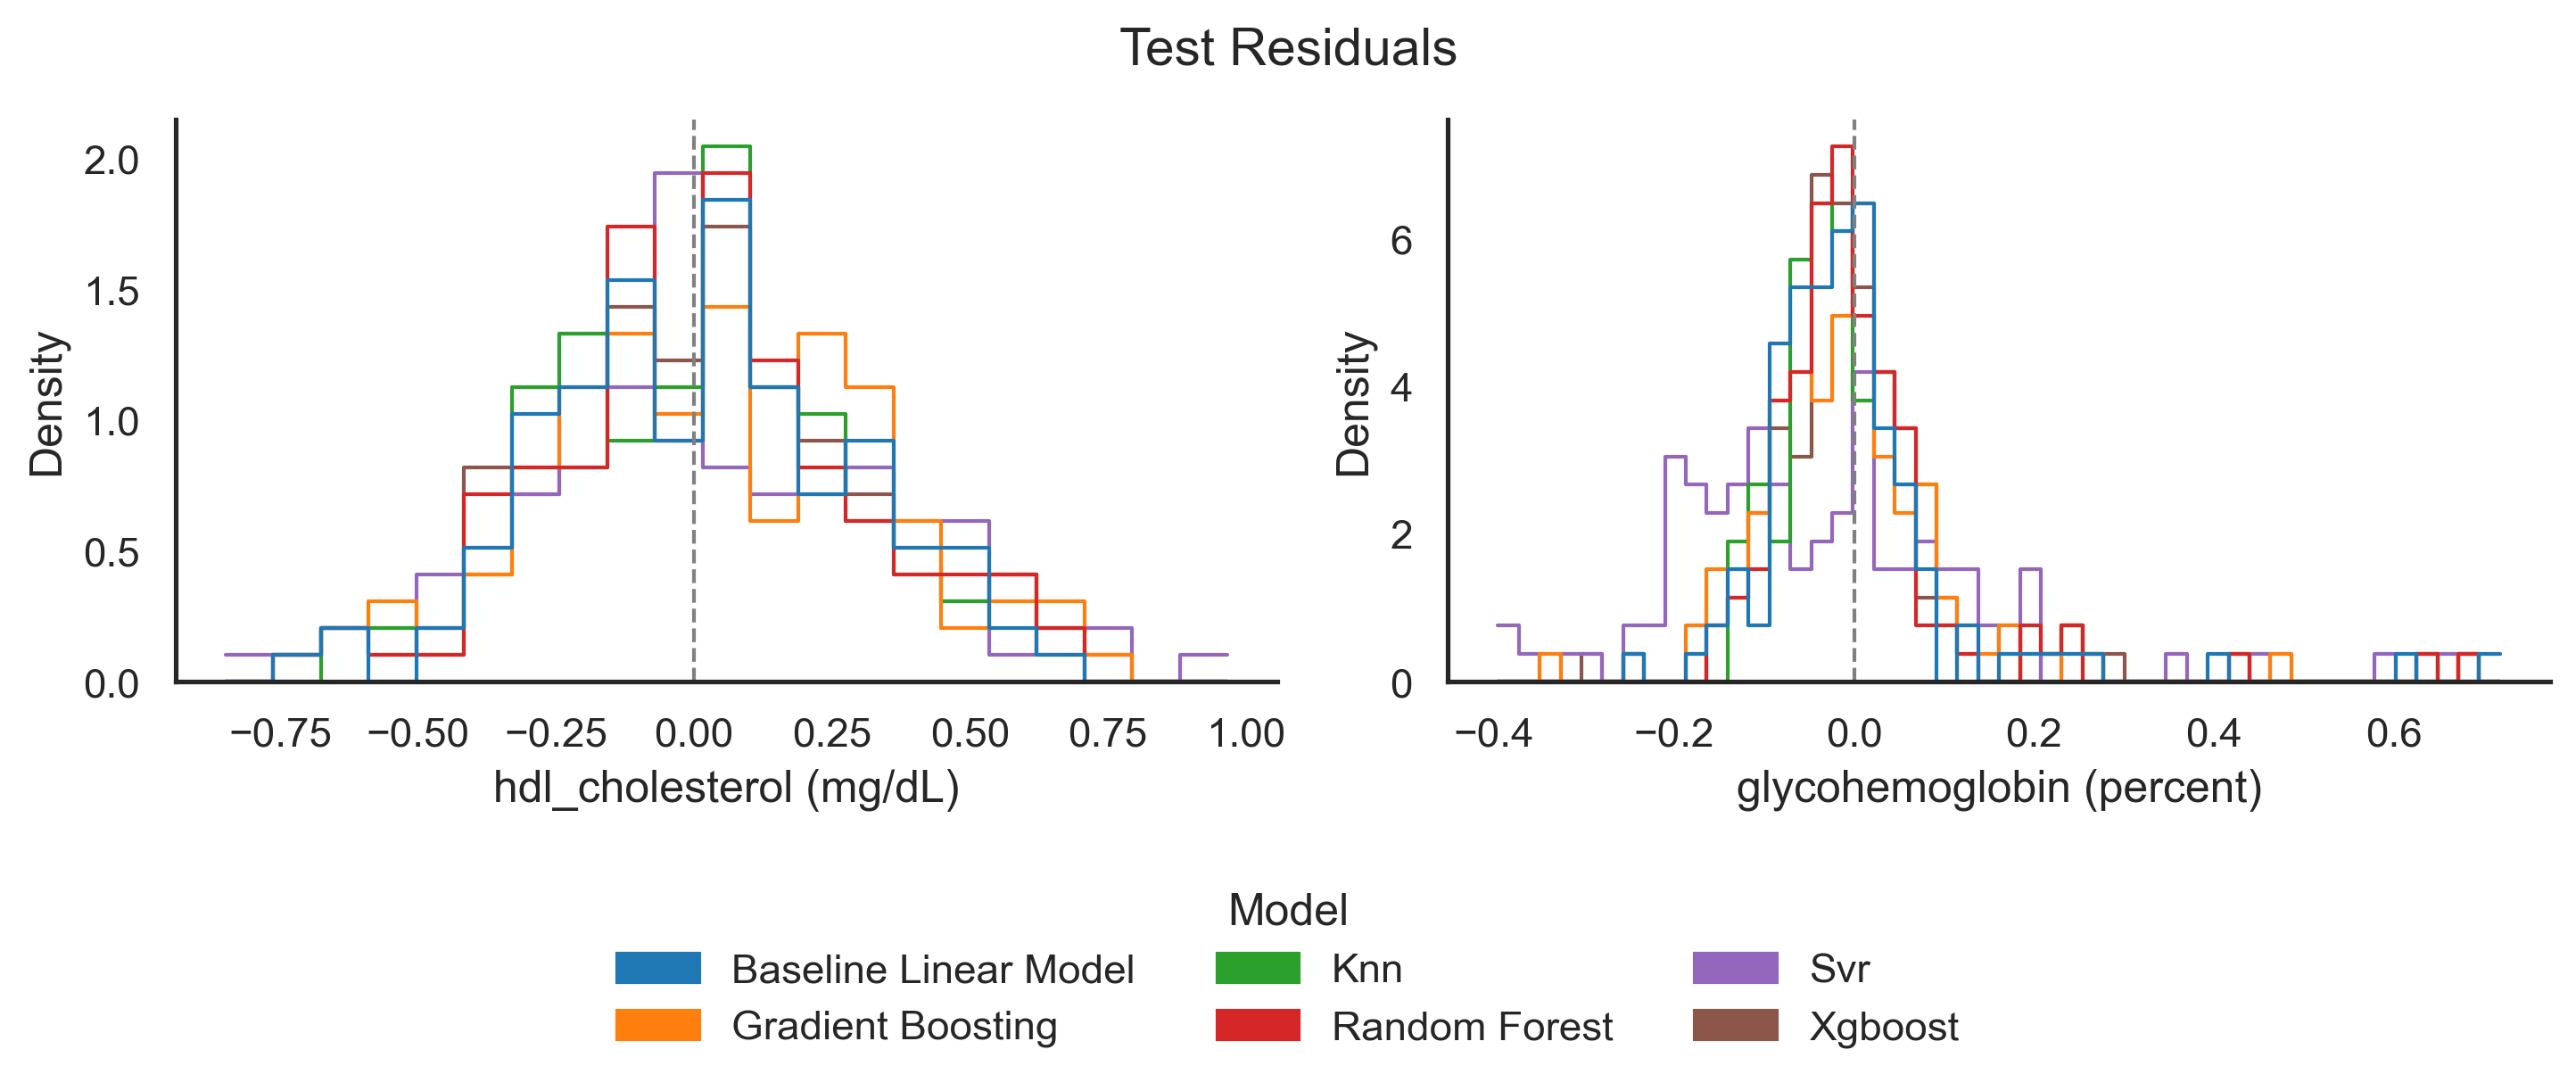 Test Residuals
Density
2.0
1.5
1.0
0.5
0.0
−0.75 −0.50 −0.25 0.00 0.25 0.50 0.75 1.00
hdl_cholesterol (mg/dL)
Density
6
4
2
0
−0.4 −0.2 0.0 0.2 0.4 0.6
glycohemoglobin (percent)
Model
Baseline Linear Model Knn Svr
Gradient Boosting Random Forest Xgboost